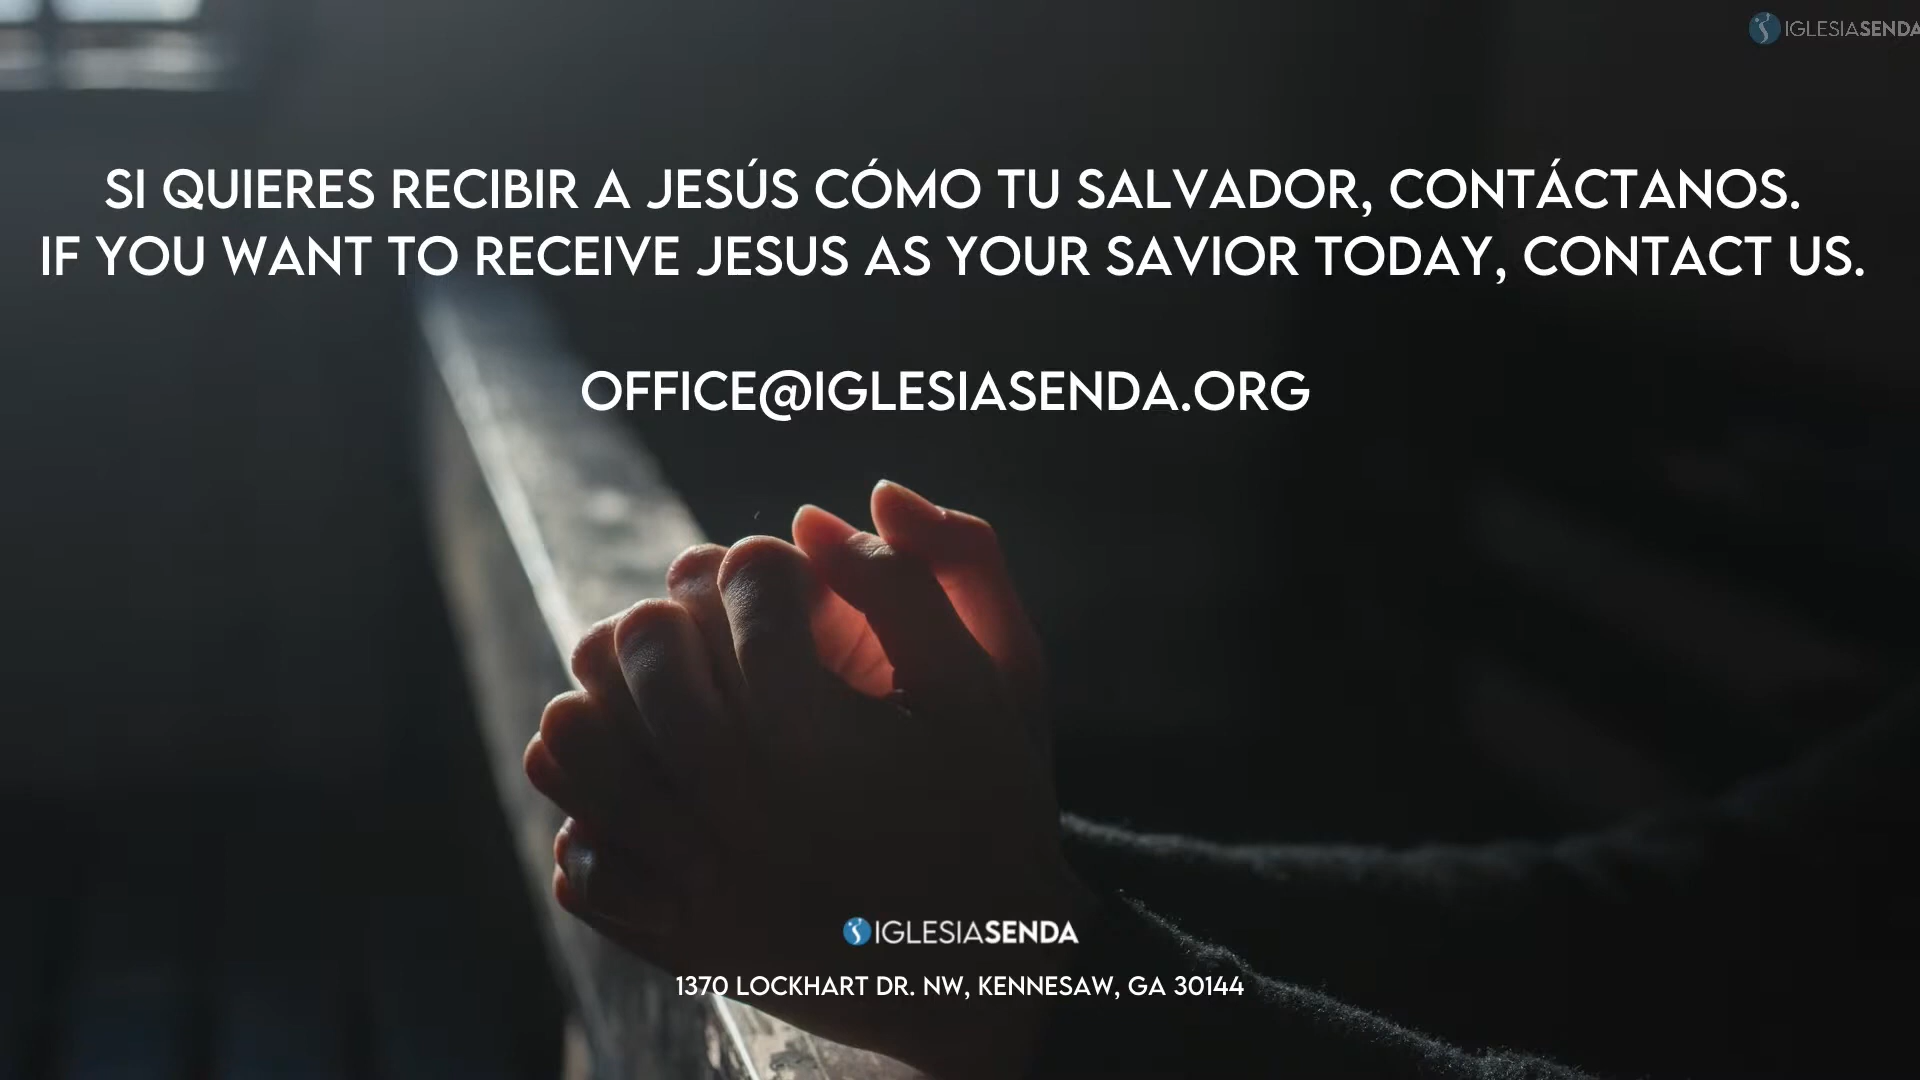 IGLESIASENDA
SI QUIERES RECIBIR A JESÚS CÓMO TU SALVADOR, CONTÁCTANOS.
IF YOU WANT TO RECEIVE JESUS AS YOUR SAVIOR TODAY, CONTACT US.
OFFICE@IGLESIASENDA.ORG
IGLESIASENDA
1370 LOCKHART DR. NW, KENNESAW, GA 30144